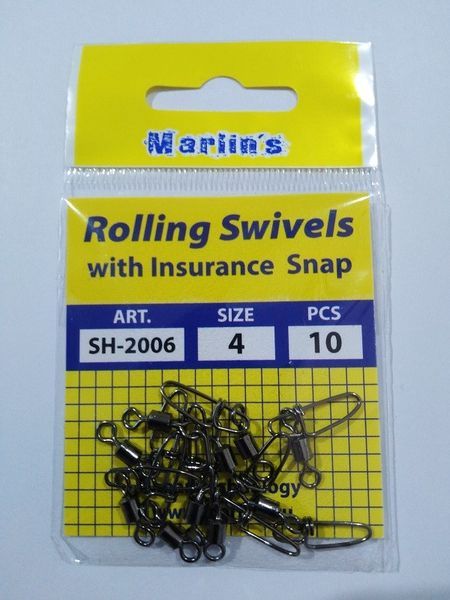 Marlin's
Rolling Swivels
with Insurance Snap
ART. SIZE PCS
SH-2006 4 10